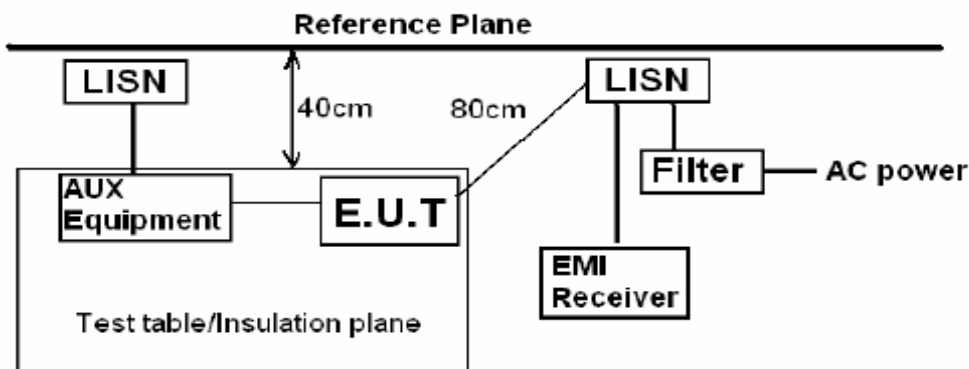 Reference Plane
LISN
40cm
80cm
LISN
Filter
AC power
AUX
Equipment
E.U.T
EMI
Receiver
Test table/Insulation plane